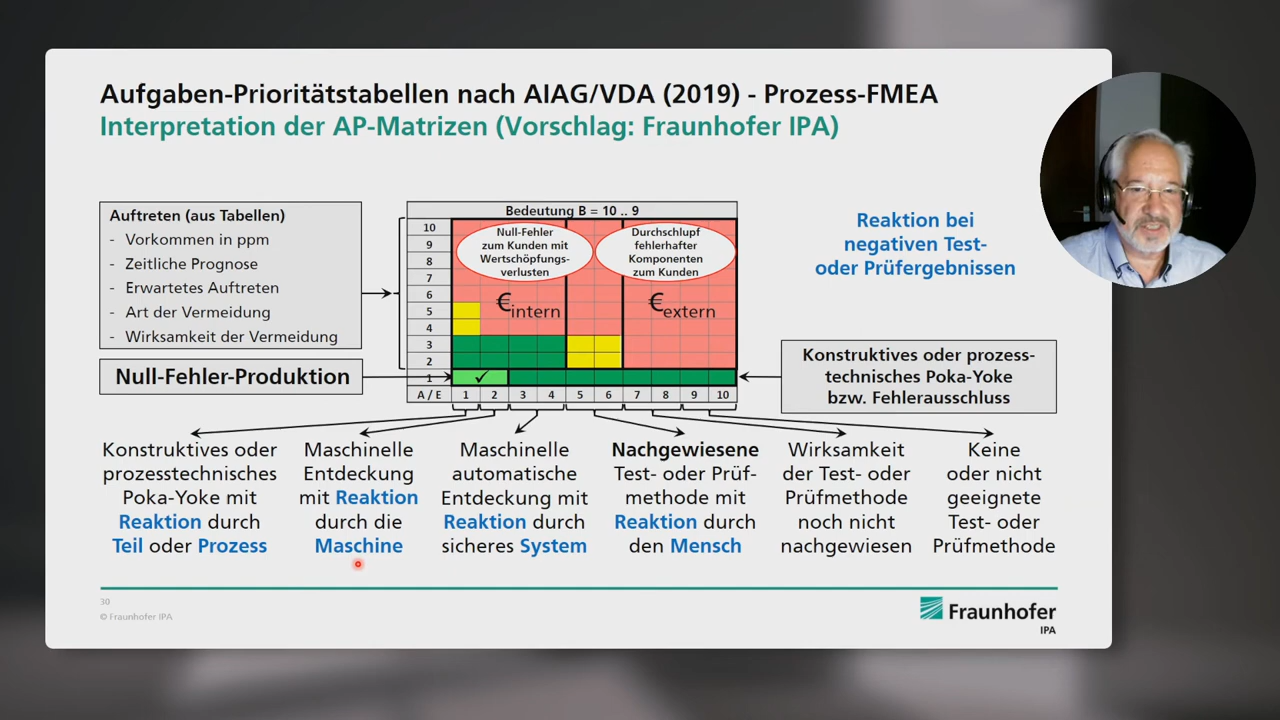 Aufgaben-Prioritätstabellen nach AIAG/VDA (2019) - Prozess-FMEA
Interpretation der AP-Matrizen (Vorschlag: Fraunhofer IPA)
Auftreten (aus Tabellen)
- Vorkommen in ppm
- Zeitliche Prognose
- Erwartetes Auftreten
- Art der Vermeidung
- Wirksamkeit der Vermeidung
Null-Fehler-Produktion
Bedeutung B = 10 .. 9
10
9
8
7
6
5
4
3
2
1
A / E 1 2 3 4 5 6 7 8 9 10
Null-Fehler
zum Kunden mit
Wertschöpfungs-
verlusten
€intern
Durchschlupf
fehlerhafter
Komponenten
zum Kunden
€extern
✓
Reaktion bei
negativen Test-
oder Prüfergebnissen
Konstruktives oder prozess-
technisches Poka-Yoke
bzw. Fehlerausschluss
Konstruktives oder
prozesstechnisches
Poka-Yoke mit
Reaktion durch
Teil oder Prozess
Maschinelle
Entdeckung
mit Reaktion
durch die
Maschine
Maschinelle
automatische
Entdeckung mit
Reaktion durch
sicheres System
Nachgewiesene
Test- oder Prüf-
methode mit
Reaktion durch
den Mensch
Wirksamkeit
der Test- oder
Prüfmethode
noch nicht
nachgewiesen
Keine
oder nicht
geeignete
Test- oder
Prüfmethode
30
© Fraunhofer IPA
Fraunhofer
IPA